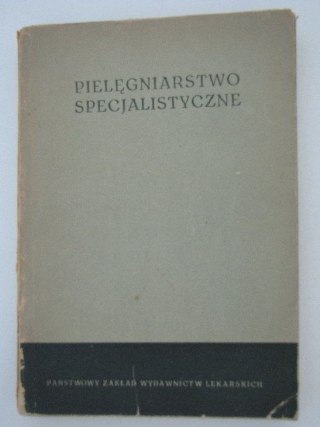 PIELĘGNIARSTWO
SPECJALISTYCZNE
PAŃSTWOWY ZAKŁAD WYDAWNICTW LEKARSKICH